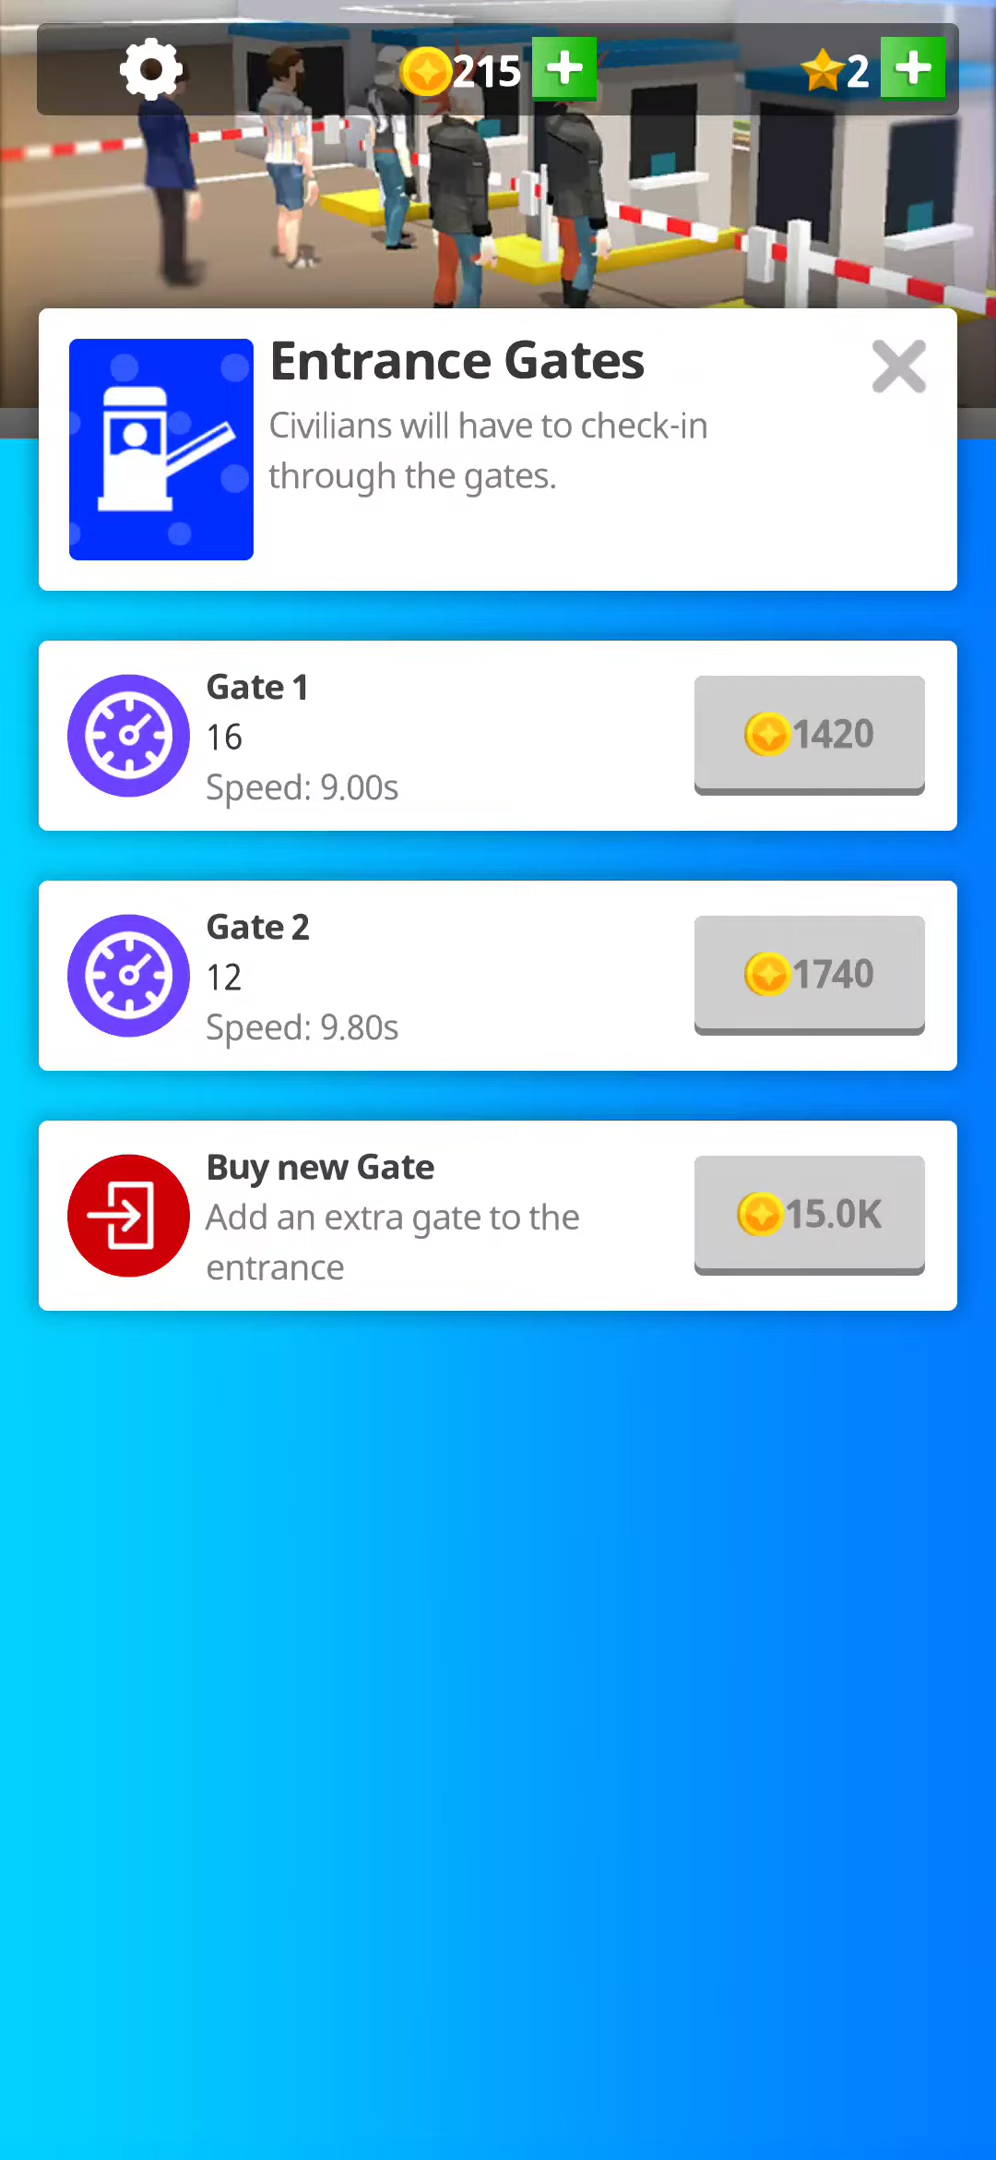 215
2
Entrance Gates
Civilians will have to check-in
through the gates.
Gate 1
16
Speed: 9.00s
1420
Gate 2
12
Speed: 9.80s
1740
Buy new Gate
Add an extra gate to the
entrance
15.0K